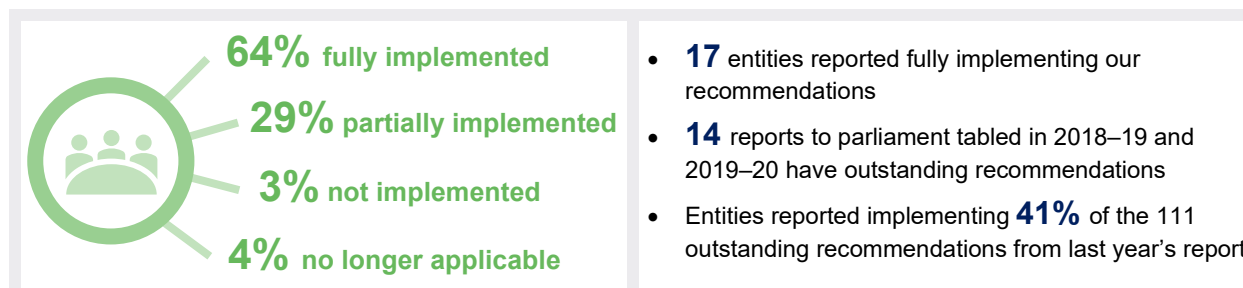 64% fully implemented
29% partially implemented
3% not implemented
4% no longer applicable
• 17 entities reported fully implementing our
recommendations
• 14 reports to parliament tabled in 2018–19 and
2019–20 have outstanding recommendations
• Entities reported implementing 41% of the 111
outstanding recommendations from last year’s report